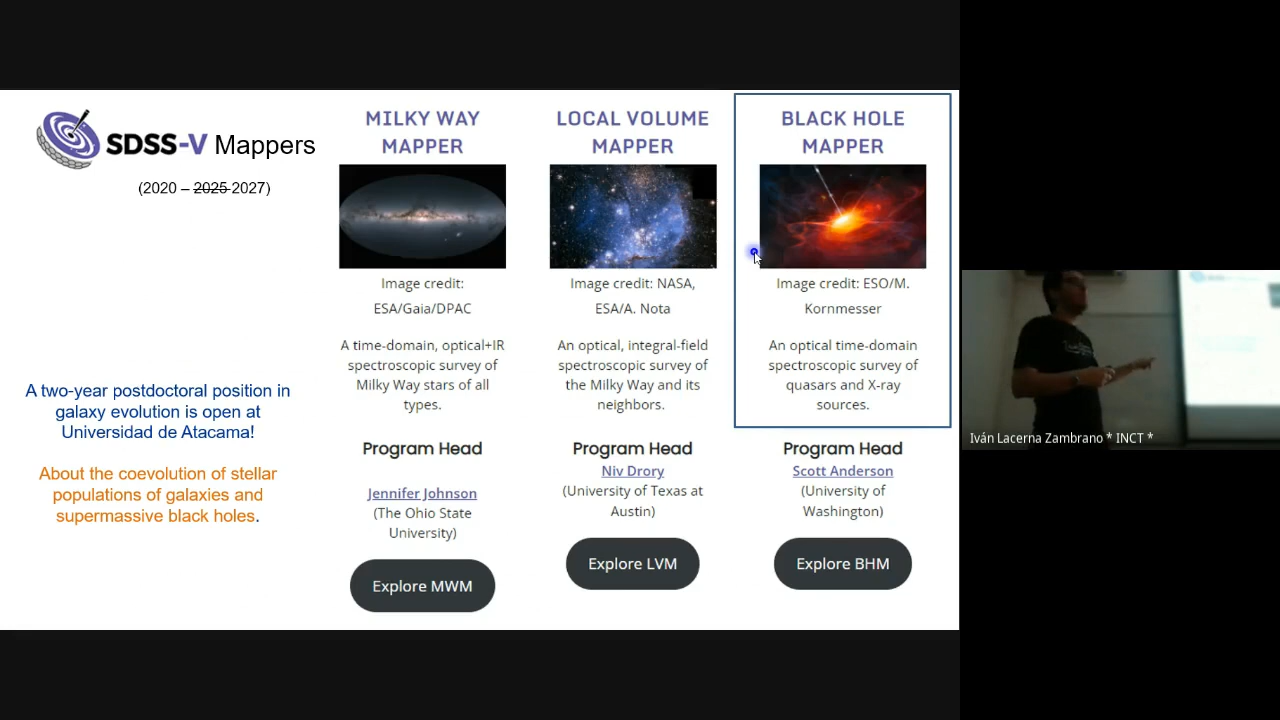 SDSS-V Mappers
(2020 – 2025 2027)
A two-year postdoctoral position in
galaxy evolution is open at
Universidad de Atacama!
About the coevolution of stellar
populations of galaxies and
supermassive black holes.
MILKY WAY
MAPPER
Image credit:
ESA/Gaia/DPAC
A time-domain, optical+IR
spectroscopic survey of
Milky Way stars of all
types.
Program Head
Jennifer Johnson
(The Ohio State
University)
Explore MWM
LOCAL VOLUME
MAPPER
Image credit: NASA,
ESA/A. Nota
An optical, integral-field
spectroscopic survey of
the Milky Way and its
neighbors.
Program Head
Niv Drory
(University of Texas at
Austin)
Explore LVM
BLACK HOLE
MAPPER
Image credit: ESO/M.
Kornmesser
An optical time-domain
spectroscopic survey of
quasars and X-ray
sources.
Program Head
Scott Anderson
(University of
Washington)
Explore BHM
Iván Lacerna Zambrano * INCT *